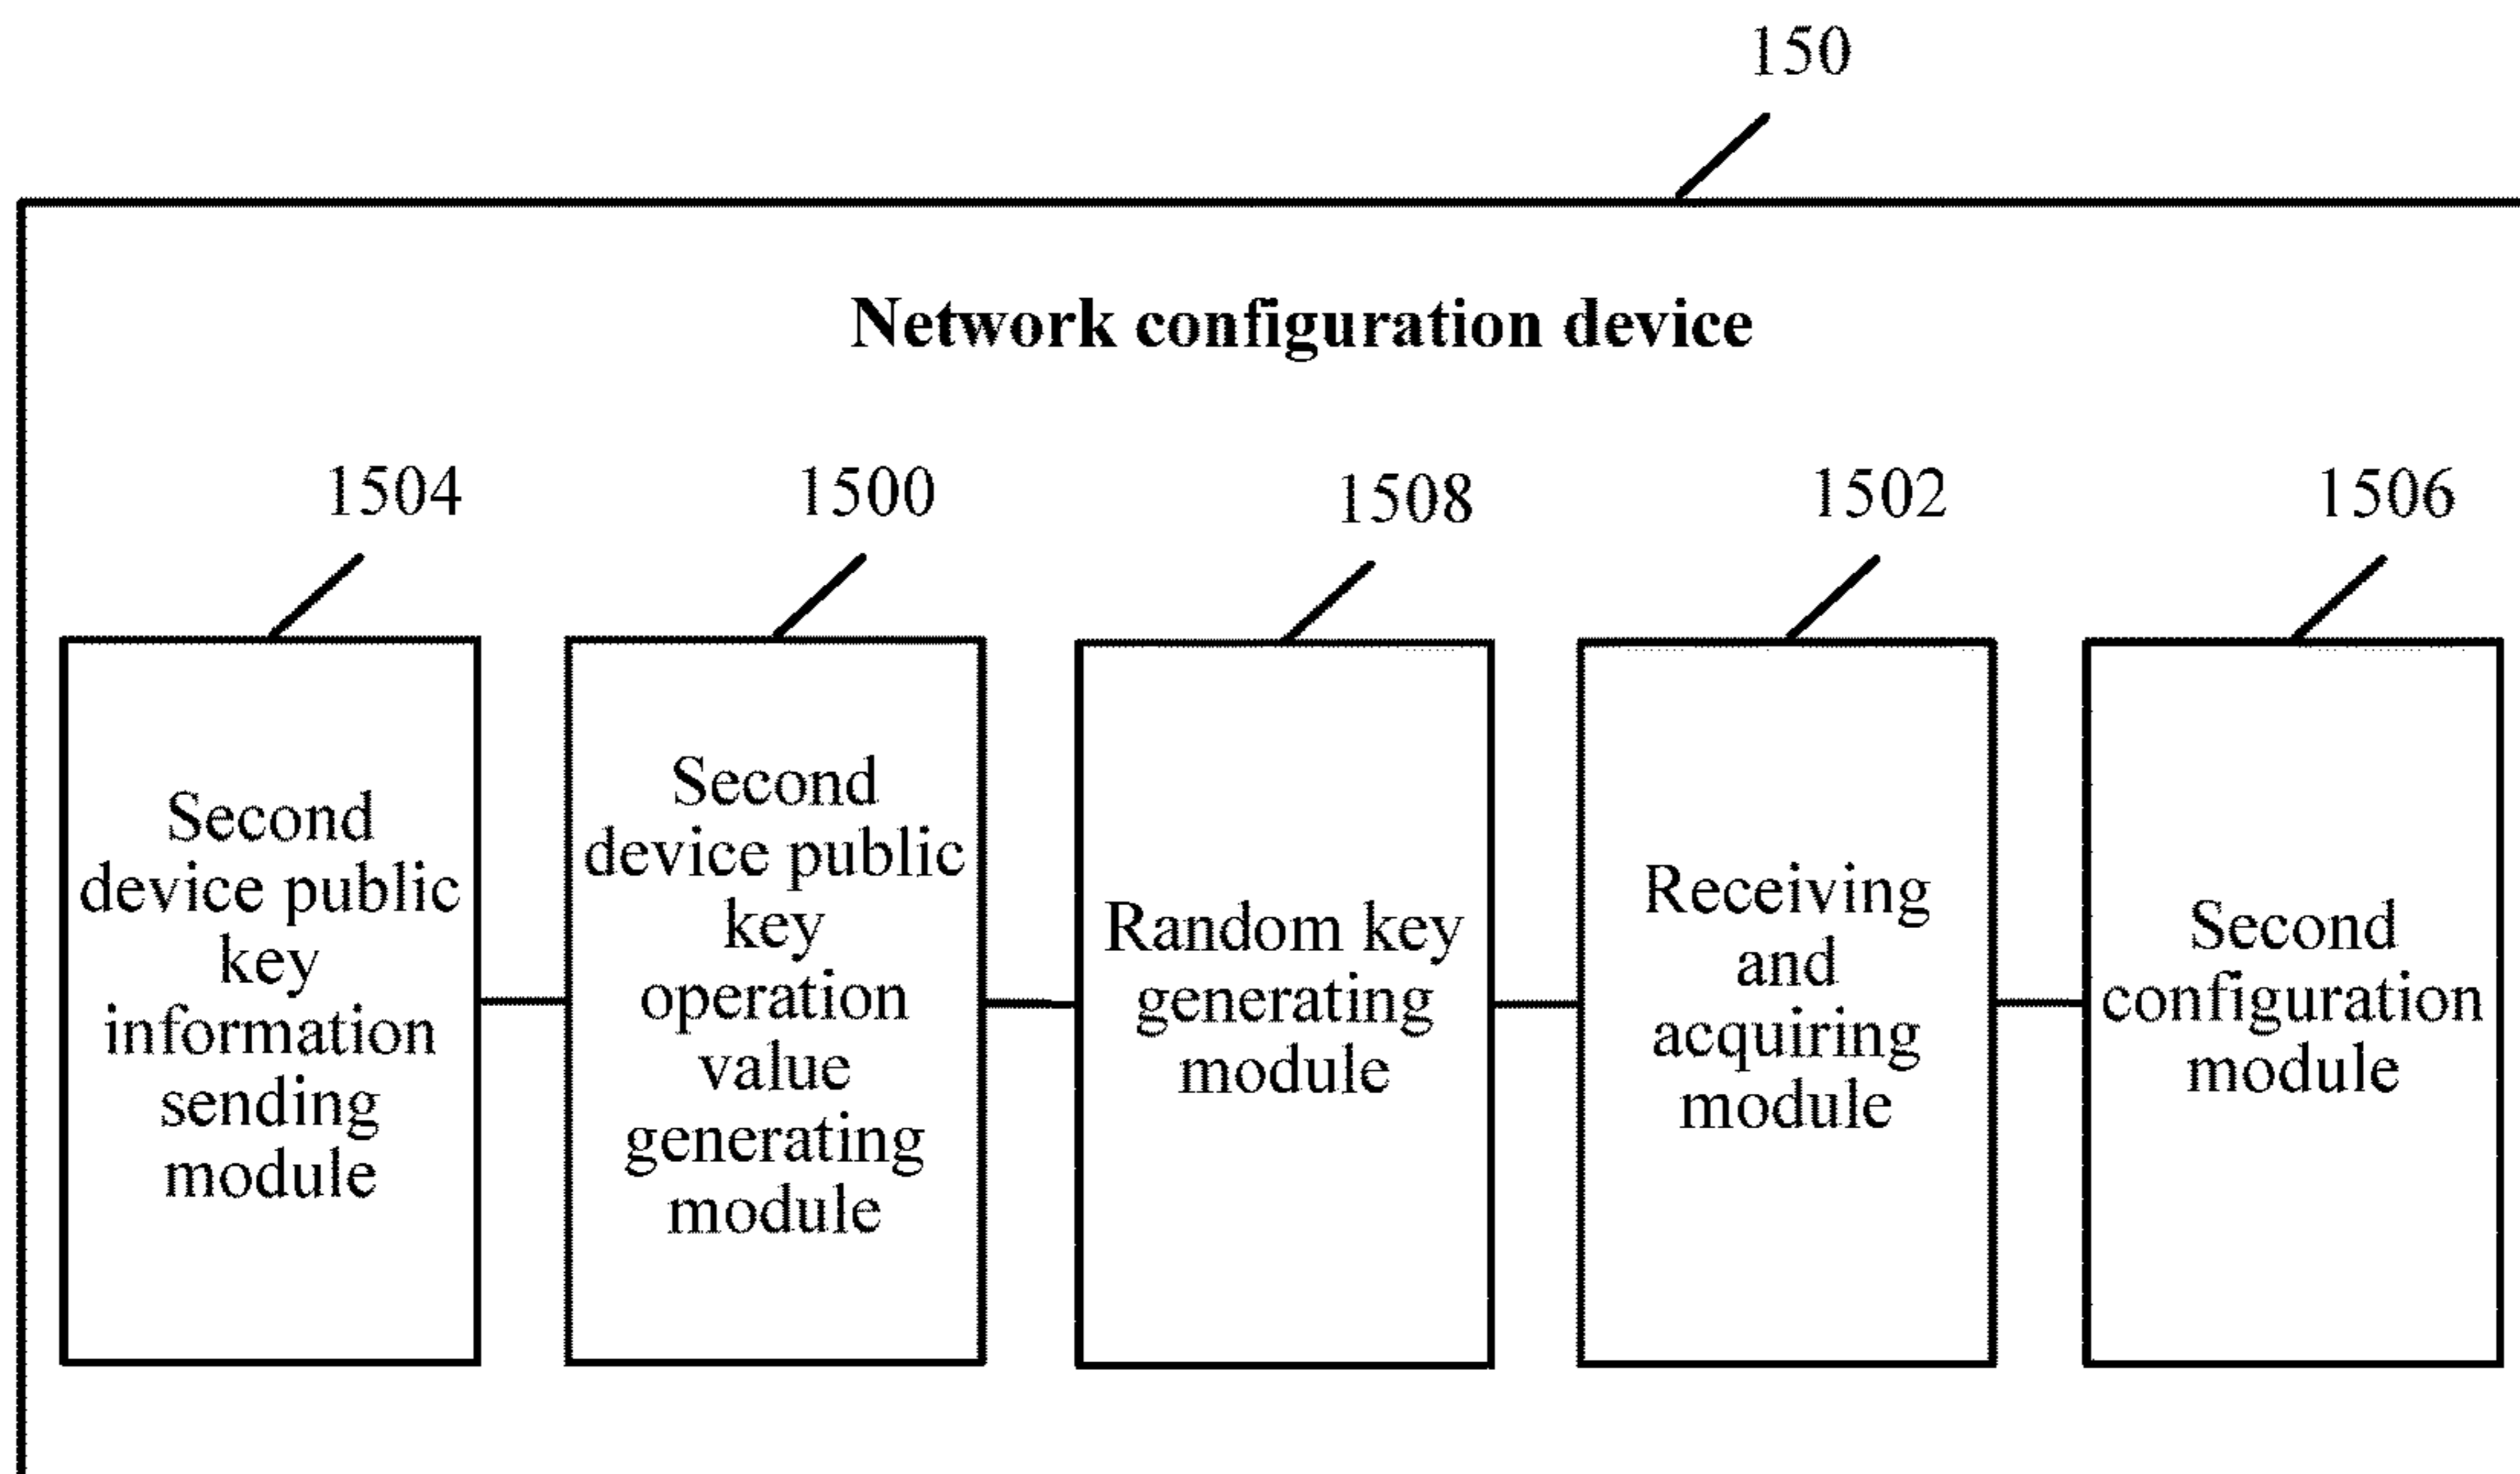 150
Network configuration device
1504
1500
1508
1502
1506
Second
device public
key
information
sending
module
Second
device public
key
operation
value
generating
module
Random key
generating
module
Receiving
and
acquiring
module
Second
configuration
module